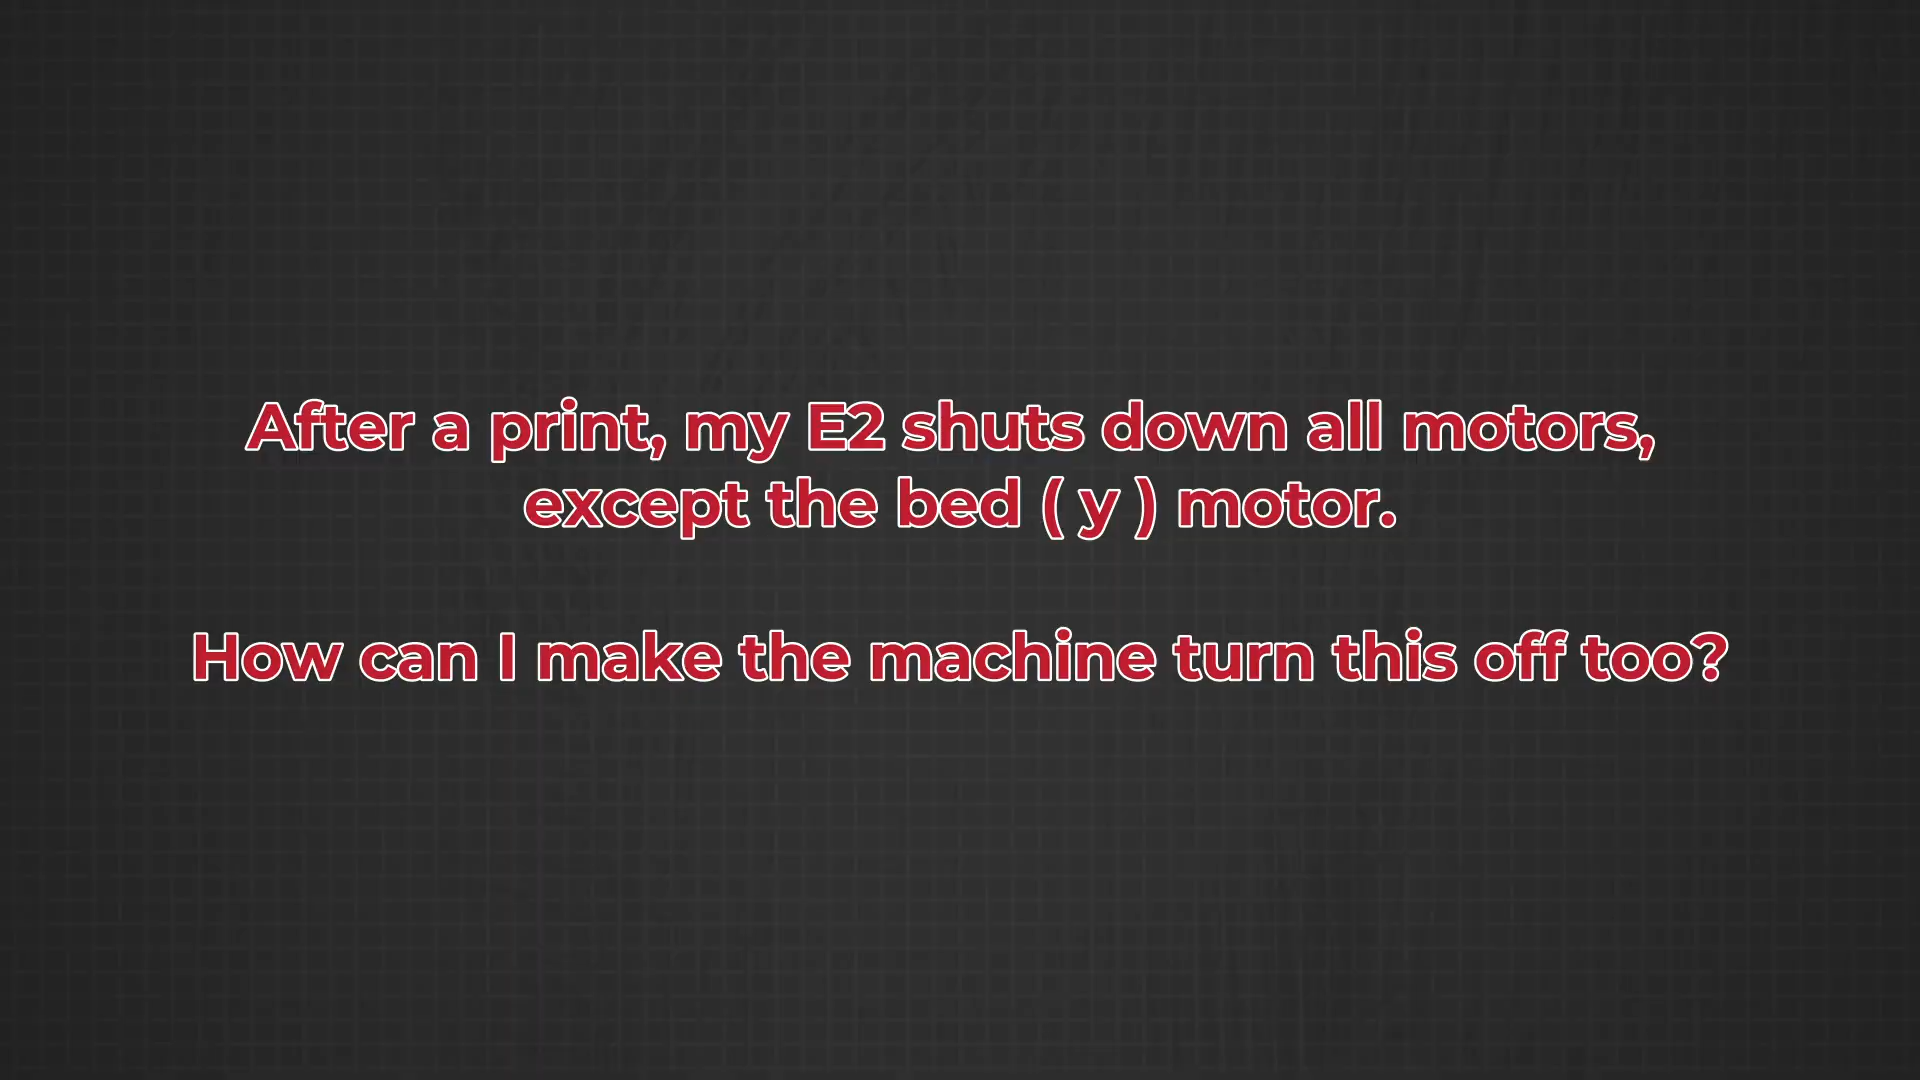 After a print, my E2 shuts down all motors,
except the bed ( y ) motor.
How can I make the machine turn this off too?